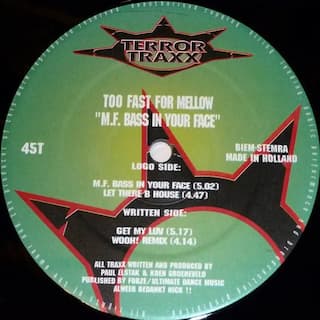 TERROR
TRAXX
TOO FAST FOR MELLOW
"M.F. BASS IN YOUR FACE"
45T
BIEM-STEMRA
MADE IN HOLLAND
LOGO SIDE:
M.F. BASS IN YOUR FACE (5.02)
LET THERE B HOUSE (4.47)
WRITTEN SIDE:
GET MY LUV (5.17)
WOOH! REMIX (4.14)
ALL TRAXX WRITTEN AND PRODUCED BY
PAUL ELSTAK & KOEN GROENEVELD
PUBLISHED BY FORZE/ULTIMATE DANCE MUSIC
ALWEER BEDANKT NICK !!